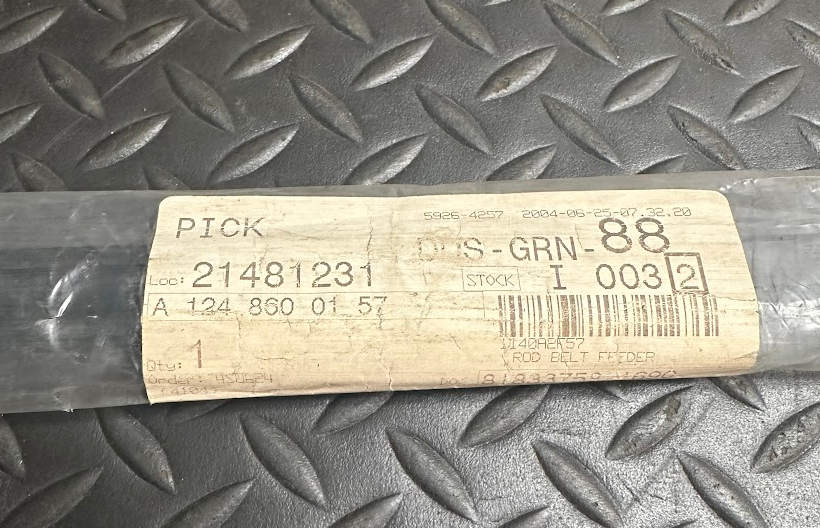 PICK
5926-4257 2004-06-25-07.32.20
-GRN-88
Loc: 21481231
STOCK I 003 2
A 124 860 01 57
ROD BELT FEEDER
Qty: 1
Order: